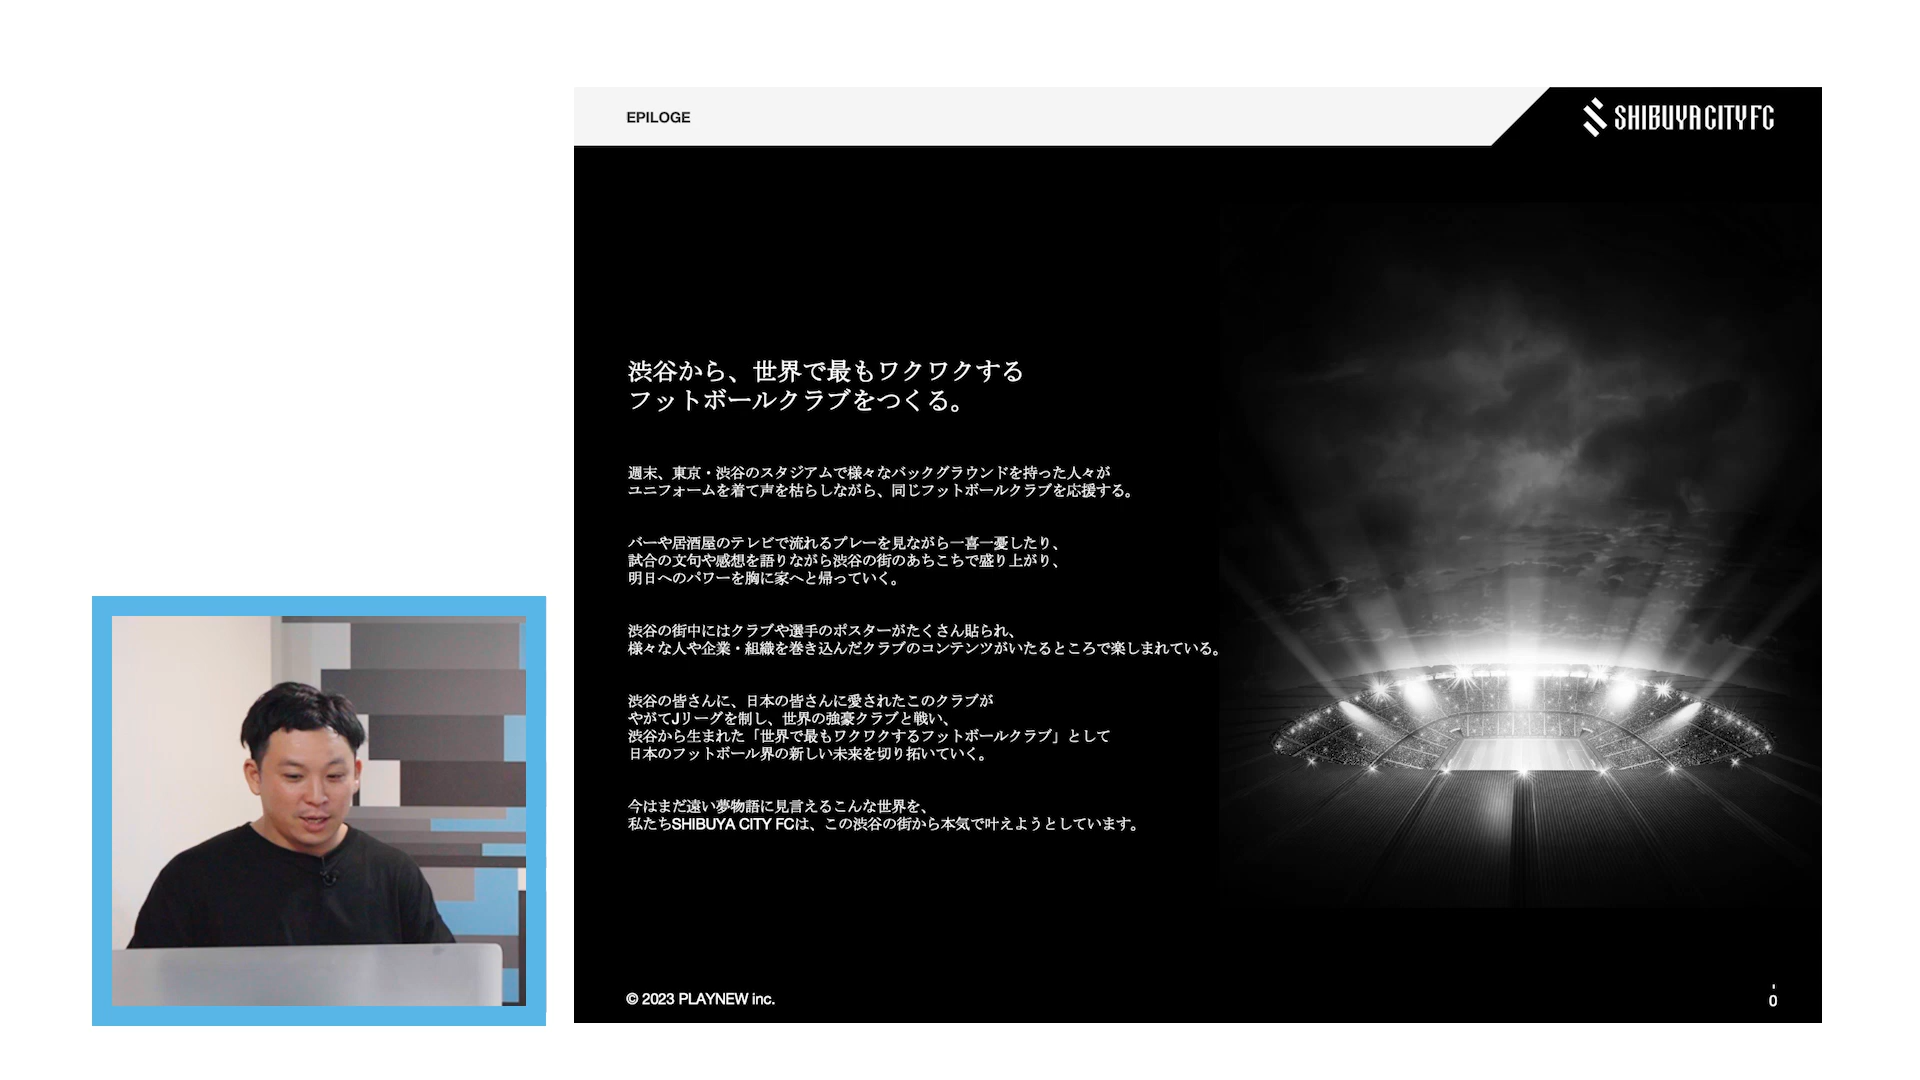 EPILOGE
SHIBUYA CITY FC
渋谷から、世界で最もワクワクする
フットボールクラブをつくる。
週末、東京・渋谷のスタジアムで様々なバックグラウンドを持った人々が
ユニフォームを着て声を枯らしながら、同じフットボールクラブを応援する。
バーや居酒屋のテレビで流れるプレーを見ながら一喜一憂したり、
試合の文句や感想を語りながら渋谷の街のあちこちで盛り上がり、
明日へのパワーを胸に家へと帰っていく。
渋谷の街中にはクラブや選手のポスターがたくさん貼られ、
様々な人や企業・組織を巻き込んだクラブのコンテンツがいたるところで楽しまれている。
渋谷の皆さんに、日本の皆さんに愛されたこのクラブが
やがてJリーグを制し、世界の強豪クラブと戦い、
渋谷から生まれた「世界で最もワクワクするフットボールクラブ」として
日本のフットボール界の新しい未来を切り拓いていく。
今はまだ遠い夢物語に見言えるこんな世界を、
私たちSHIBUYA CITY FCは、この渋谷の街から本気で叶えようとしています。
© 2023 PLAYNEW inc.
0